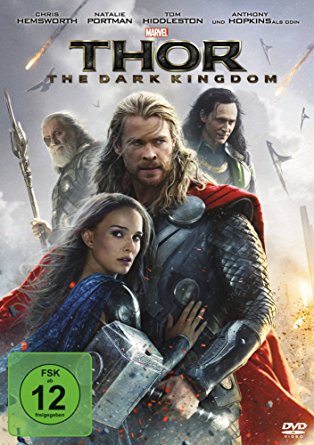 CHRIS HEMSWORTH
NATALIE PORTMAN
TOM HIDDLESTON
ANTHONY UND HOPKINS ALS ODIN
MARVEL
THOR
THE DARK KINGDOM
FSK
ab
12
freigegeben
DVD
VIDEO